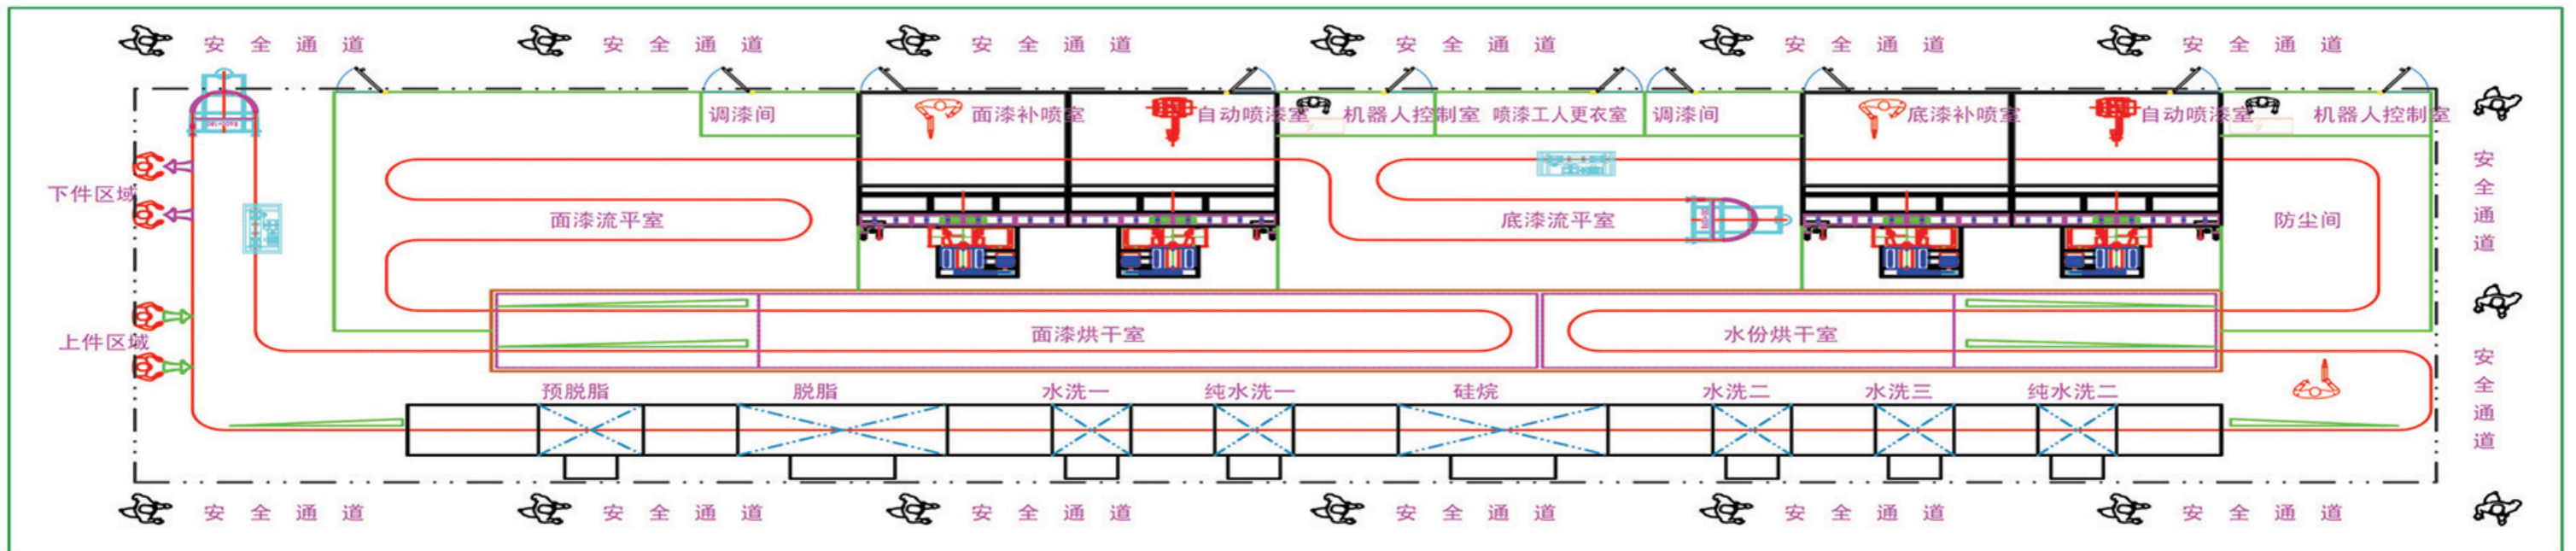 安全通道 安全通道 安全通道 安全通道 安全通道 安全通道
调漆间 面漆补喷室 自动喷漆室 机器人控制室 喷漆工人更衣室 调漆间 底漆补喷室 自动喷漆室 机器人控制室
安全通道
下件区域
面漆流平室 底漆流平室 防尘间
上件区域 面漆烘干室 水份烘干室
安全通道
预脱脂 脱脂 水洗一 纯水洗一 硅烷 水洗二 水洗三 纯水洗二
安全通道 安全通道 安全通道 安全通道 安全通道 安全通道